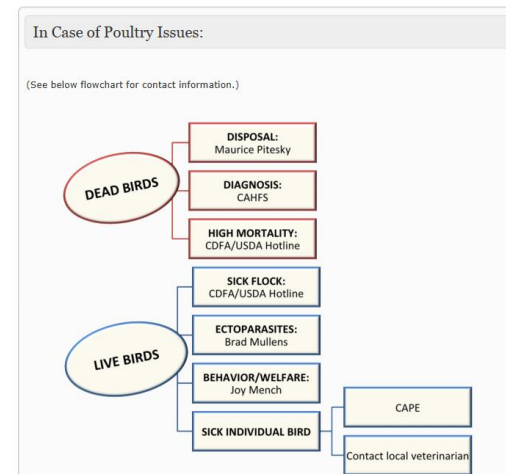 In Case of Poultry Issues:
(See below flowchart for contact information.)
DEAD BIRDS
DISPOSAL:
Maurice Pitesky
DIAGNOSIS:
CAHFS
HIGH MORTALITY:
CDFA/USDA Hotline
LIVE BIRDS
SICK FLOCK:
CDFA/USDA Hotline
ECTOPARASITES:
Brad Mullens
BEHAVIOR/WELFARE:
Joy Mench
SICK INDIVIDUAL BIRD
CAPE
Contact local veterinarian